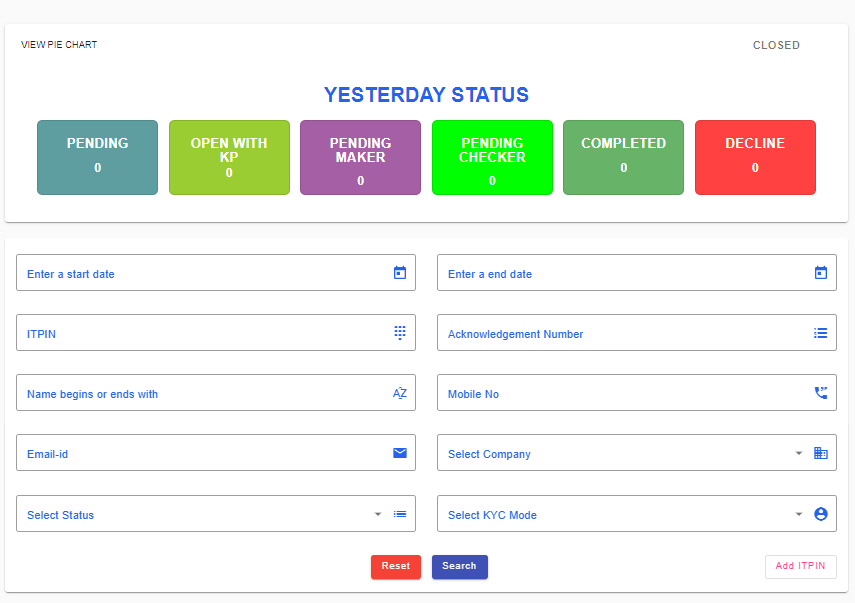 VIEW PIE CHART
CLOSED
YESTERDAY STATUS
PENDING
0
OPEN WITH
KP
0
PENDING
MAKER
0
PENDING
CHECKER
0
COMPLETED
0
DECLINE
0
Enter a start date
Enter a end date
ITPIN
Acknowledgement Number
Name begins or ends with
AZ
Mobile No
Email-id
Select Company
Select Status
Select KYC Mode
Reset
Search
Add ITPIN